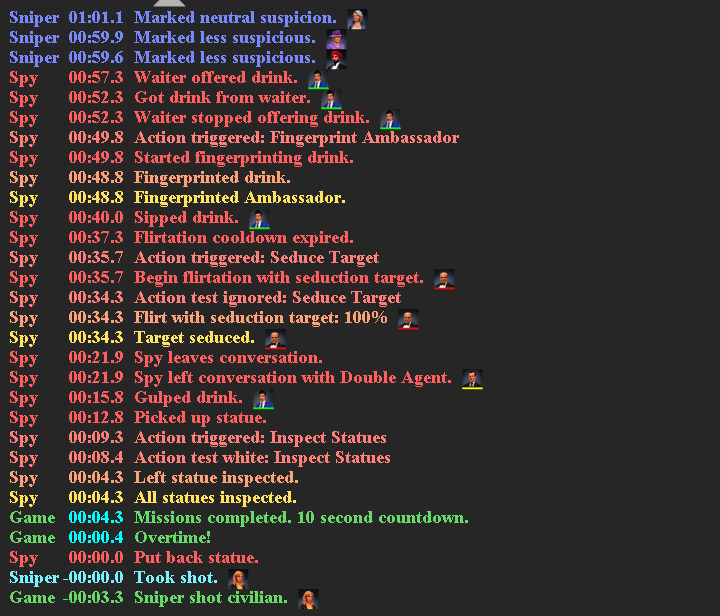 Sniper 01:01.1 Marked neutral suspicion.
Sniper 00:59.9 Marked less suspicious.
Sniper 00:59.6 Marked less suspicious.
Spy 00:57.3 Waiter offered drink.
Spy 00:52.3 Got drink from waiter.
Spy 00:52.3 Waiter stopped offering drink.
Spy 00:49.8 Action triggered: Fingerprint Ambassador
Spy 00:49.8 Started fingerprinting drink.
Spy 00:48.8 Fingerprinted drink.
Spy 00:48.8 Fingerprinted Ambassador.
Spy 00:40.0 Sipped drink.
Spy 00:37.3 Flirtation cooldown expired.
Spy 00:35.7 Action triggered: Seduce Target
Spy 00:35.7 Begin flirtation with seduction target.
Spy 00:34.3 Action test ignored: Seduce Target
Spy 00:34.3 Flirt with seduction target: 100%
Spy 00:34.3 Target seduced.
Spy 00:21.9 Spy leaves conversation.
Spy 00:21.9 Spy left conversation with Double Agent.
Spy 00:15.8 Gulped drink.
Spy 00:12.8 Picked up statue.
Spy 00:09.3 Action triggered: Inspect Statues
Spy 00:08.4 Action test white: Inspect Statues
Spy 00:04.3 Left statue inspected.
Spy 00:04.3 All statues inspected.
Game 00:04.3 Missions completed. 10 second countdown.
Game 00:00.4 Overtime!
Spy 00:00.0 Put back statue.
Sniper -00:00.0 Took shot.
Game -00:03.3 Sniper shot civilian.